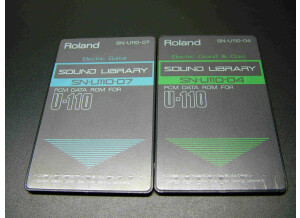 Roland
SN-U110-07
Electric Guitar
SOUND LIBRARY
SN-U110-07
PCM DATA ROM FOR
U-110
Roland
SN-U110-04
Electric Grand & Clavi
SOUND LIBRARY
SN-U110-04
PCM DATA ROM FOR
U-110